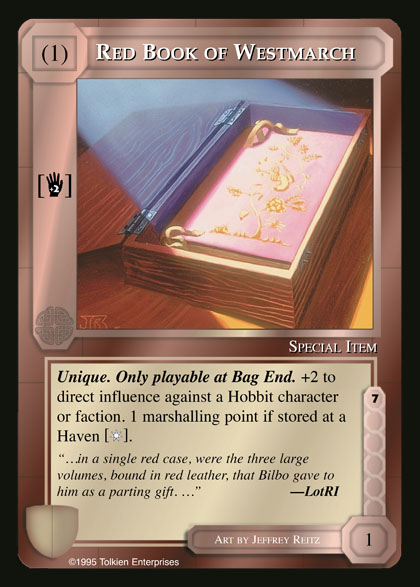 (1) RED BOOK OF WESTMARCH
[2]
JR
SPECIAL ITEM
Unique. Only playable at Bag End. +2 to
direct influence against a Hobbit character
or faction. 1 marshalling point if stored at a
Haven [☼].
7
“…in a single red case, were the three large
volumes, bound in red leather, that Bilbo gave to
him as a parting gift. …” —LotRI
ART BY JEFFREY REITZ
1
©1995 Tolkien Enterprises